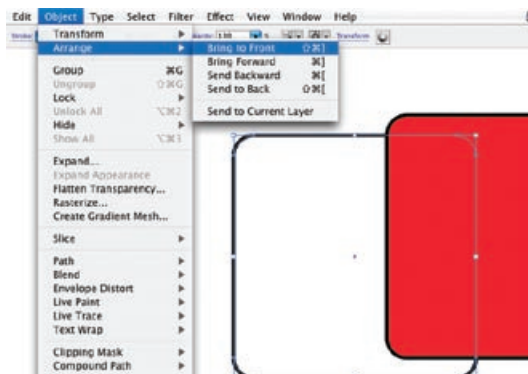 Edit Object Type Select Filter Effect View Window Help
Transform
Arrange
Bring to Front ⇧⌘]
Bring Forward ⌘]
Send Backward ⌘[
Send to Back ⇧⌘[
Send to Current Layer
Group ⌘G
Ungroup ⇧⌘G
Lock
Unlock All ⌥⌘2
Hide
Show All ⌥⌘3
Expand...
Expand Appearance
Flatten Transparency...
Rasterize...
Create Gradient Mesh...
Slice
Path
Blend
Envelope Distort
Live Paint
Live Trace
Text Wrap
Clipping Mask
Compound Path
Transform